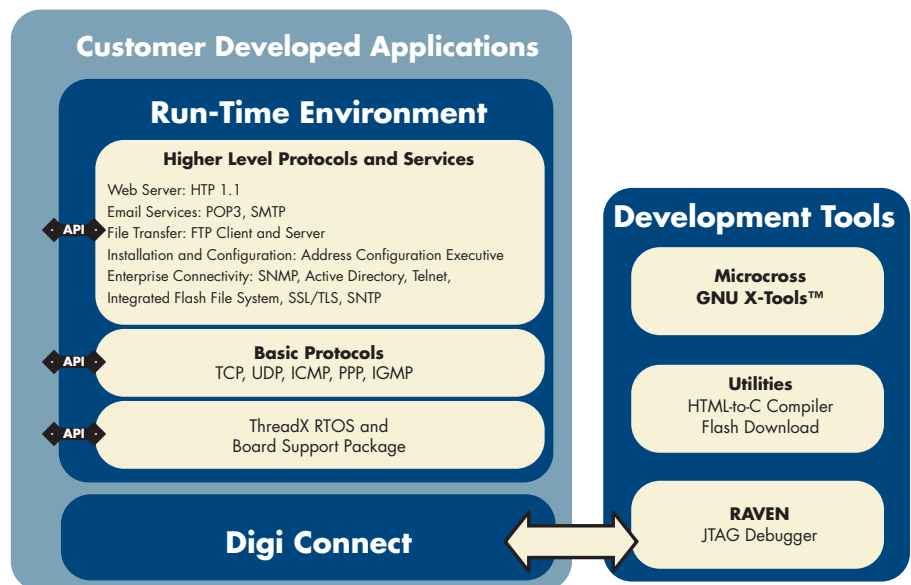 Customer Developed Applications
Run-Time Environment
Higher Level Protocols and Services
Web Server: HTP 1.1
Email Services: POP3, SMTP
API
File Transfer: FTP Client and Server
Installation and Configuration: Address Configuration Executive
Enterprise Connectivity: SNMP, Active Directory, Telnet,
Integrated Flash File System, SSL/TLS, SNTP
API
Basic Protocols
TCP, UDP, ICMP, PPP, IGMP
API
ThreadX RTOS and
Board Support Package
Digi Connect
Development Tools
Microcross
GNU X-Tools™
Utilities
HTML-to-C Compiler
Flash Download
RAVEN
JTAG Debugger